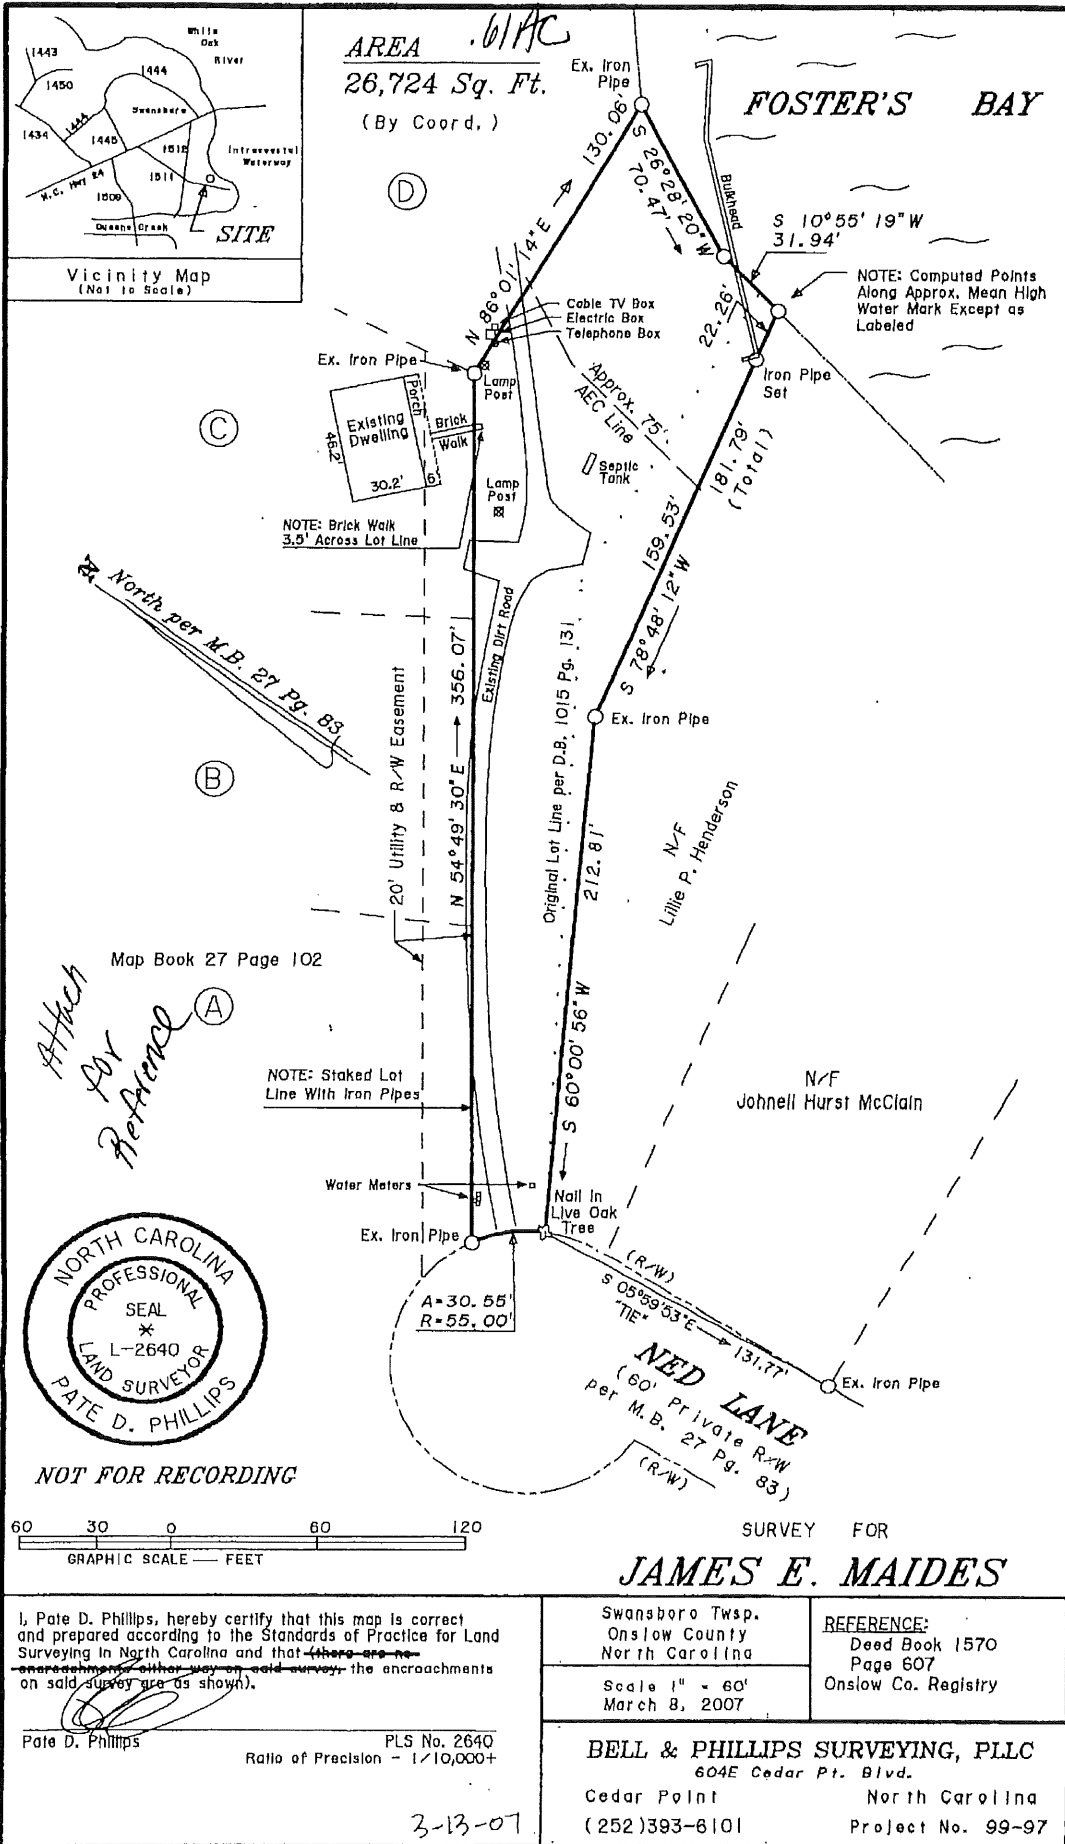 White
Oak
River
1443
1450
1444
1434
1444
1445
Swansboro
1512
1511
1509
N.C. Hwy 24
Intracoastal
Waterway
Queens Creek
SITE
Vicinity Map
(Not to Scale)
AREA .61AC
26,724 Sq. Ft.
(By Coord.)
Ex. Iron
Pipe
FOSTER'S BAY
130.06'
N 86°01'14"E
S 26°28'20"W
70.47'
Bulkhead
S 10°55'19"W
31.94'
NOTE: Computed Points
Along Approx. Mean High
Water Mark Except as
Labeled
22.26'
Iron Pipe
Set
D
Cable TV Box
Electric Box
Telephone Box
Ex. Iron Pipe
Lamp
Post
Approx. 75'
AEC Line
181.79'
(Total)
C
Existing
Dwelling
Porch
46.2'
30.2'
6'
Brick
Walk
Lamp
Post
Septic
Tank
NOTE: Brick Walk
3.5' Across Lot Line
159.53'
S 78°48'12"W
North per M.B. 27 Pg. 83
Existing Dirt Road
Original Lot Line per D.B. 1015 Pg. 131
Ex. Iron Pipe
20' Utility & R/W Easement
N 54°49'30"E 356.07'
B
212.81'
S 60°00'56"W
N/F
Lillie P. Henderson
Map Book 27 Page 102
A
Attach
for
Reference
NOTE: Staked Lot
Line With Iron Pipes
N/F
Johnell Hurst McClain
Water Meters
Nail In
Live Oak
Tree
Ex. Iron Pipe
A=30.55'
R=55.00'
(R/W)
S 05°59'53"E
"TIE"
131.77'
Ex. Iron Pipe
NED LANE
(60' Private R/W
per M.B. 27 Pg. 83)
(R/W)
NORTH CAROLINA
PROFESSIONAL
SEAL
L-2640
LAND SURVEYOR
PATE D. PHILLIPS
NOT FOR RECORDING
60 30 0 60 120
GRAPHIC SCALE — FEET
SURVEY FOR
JAMES E. MAIDES
I, Pate D. Phillips, hereby certify that this map is correct
and prepared according to the Standards of Practice for Land
Surveying in North Carolina and that (there are no
encroachments either way on said survey, the encroachments
on said survey are as shown).
Pate D. Phillips PLS No. 2640
Ratio of Precision - 1/10,000+
3-13-07
Swansboro Twsp.
Onslow County
North Carolina
Scale 1" = 60'
March 8, 2007
REFERENCE:
Deed Book 1570
Page 607
Onslow Co. Registry
BELL & PHILLIPS SURVEYING, PLLC
604E Cedar Pt. Blvd.
Cedar Point North Carolina
(252)393-6101 Project No. 99-97